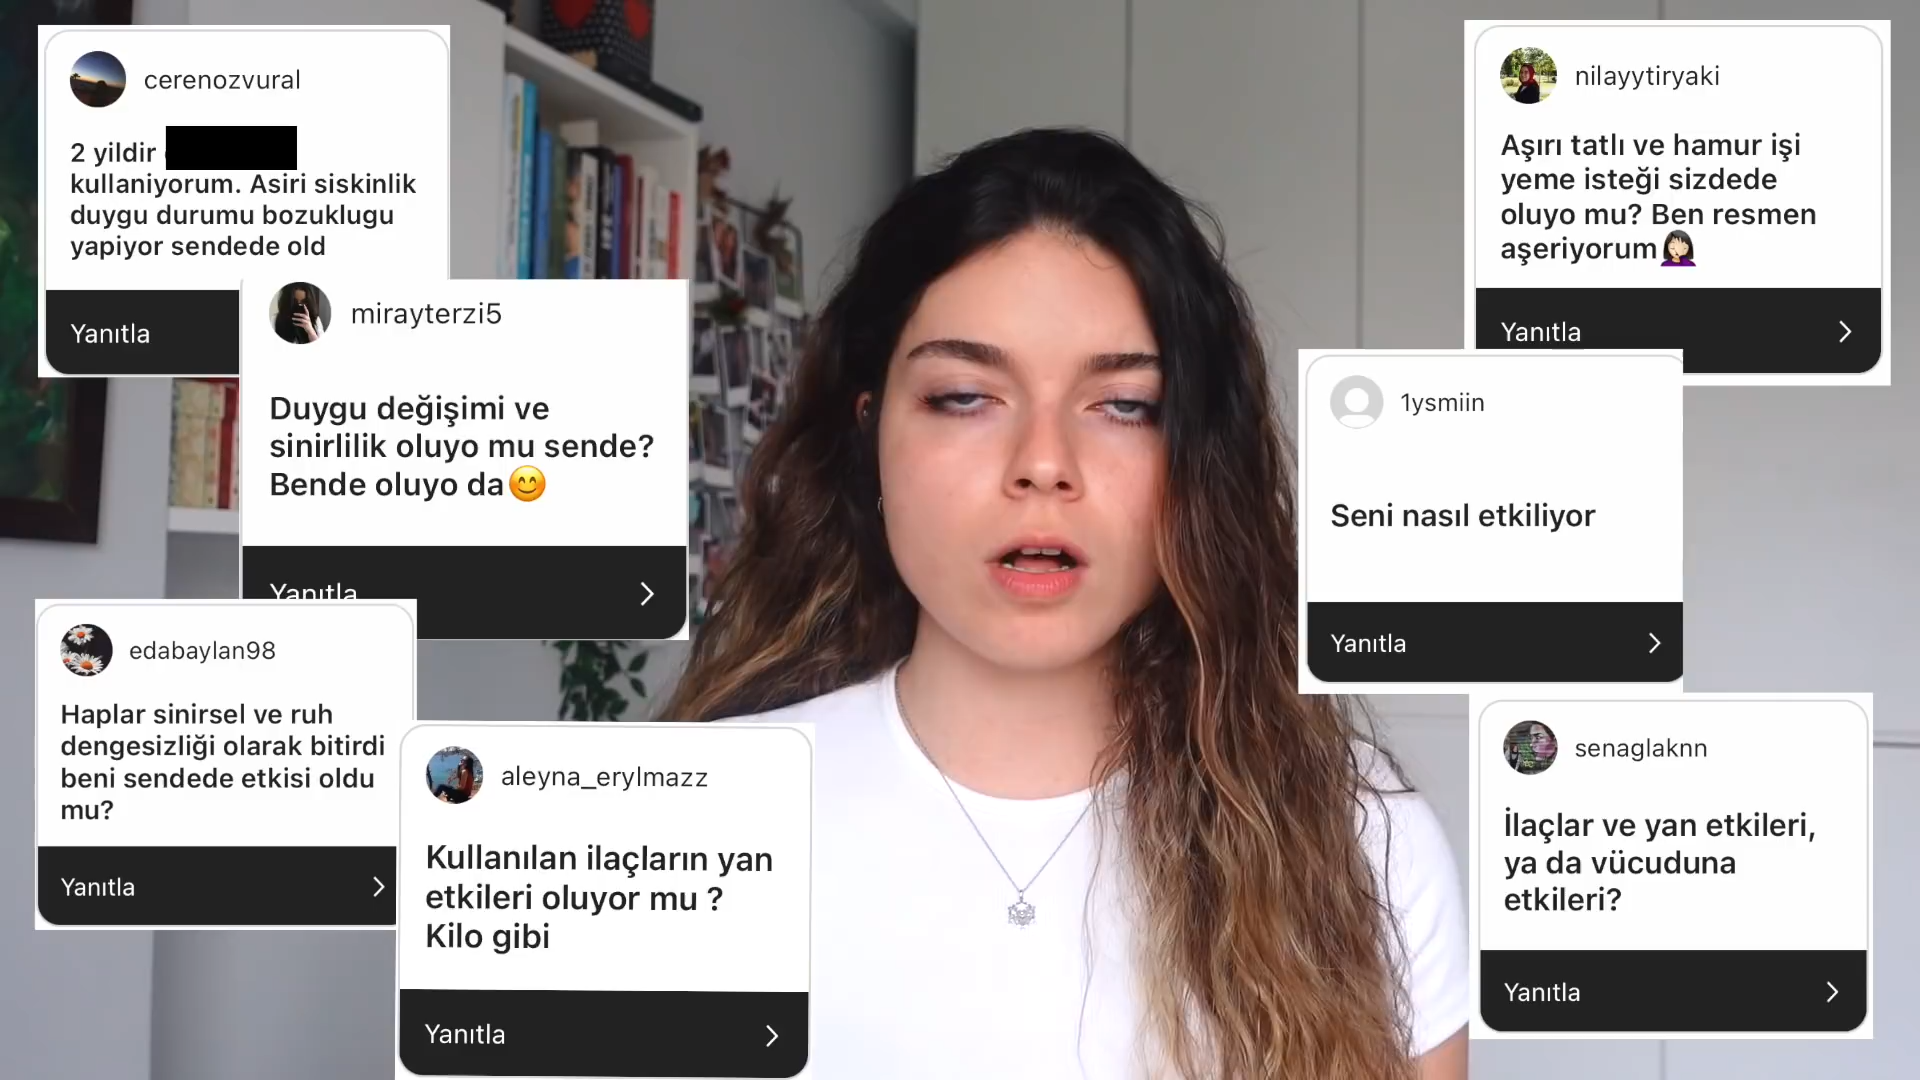 cerenozvural
2 yildir
kullaniyorum. Asiri siskinlik
duygu durumu bozuklugu
yapiyor sendede old
Yanıtla
mirayterzi5
Duygu değişimi ve
sinirlilik oluyo mu sende?
Bende oluyo da😊
Yanıtla
edabaylan98
Haplar sinirsel ve ruh
dengesizliği olarak bitirdi
beni sendede etkisi oldu
mu?
Yanıtla
aleyna_erylmazz
Kullanılan ilaçların yan
etkileri oluyor mu ?
Kilo gibi
Yanıtla
nilayytiryaki
Aşırı tatlı ve hamur işi
yeme isteği sizdede
oluyo mu? Ben resmen
aşeriyorum🤦🏻‍♀️
Yanıtla
1ysmiin
Seni nasıl etkiliyor
Yanıtla
senaglaknn
İlaçlar ve yan etkileri,
ya da vücuduna
etkileri?
Yanıtla